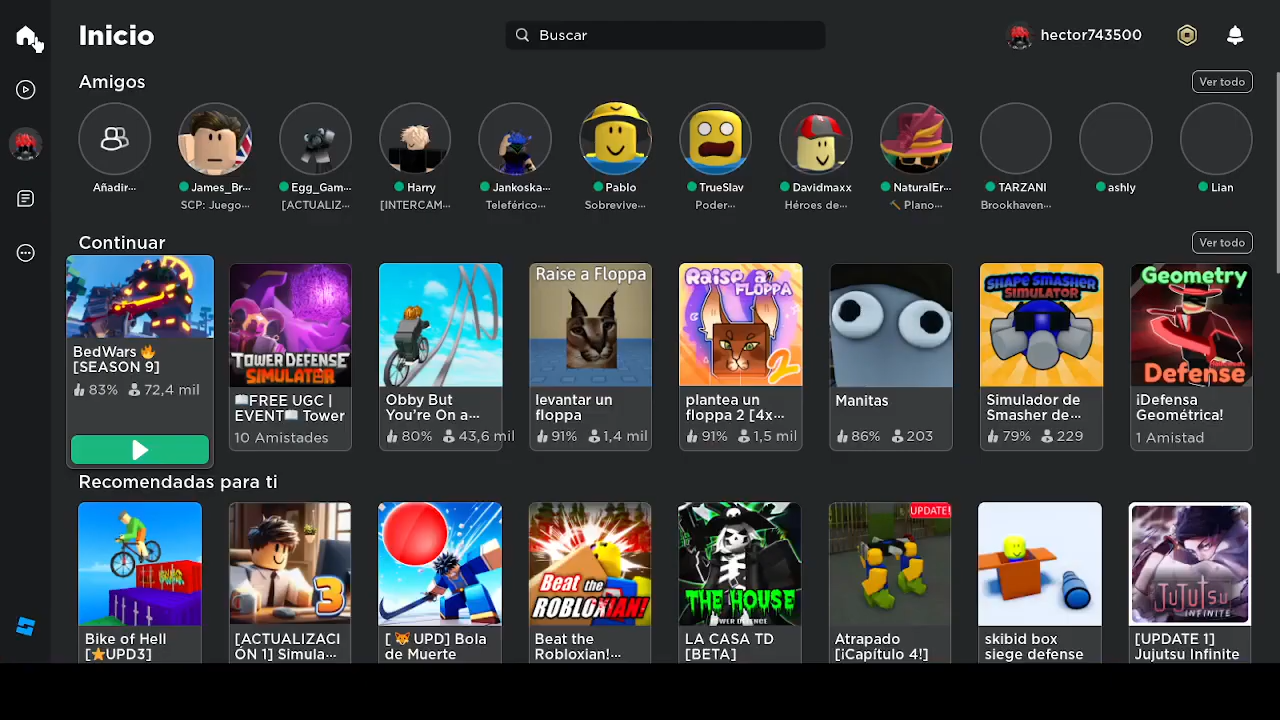 Inicio
Buscar
hector743500
Amigos
Ver todo
Añadir...
James_Br...
Egg_Gam...
Harry
Jankoska...
Pablo
TrueSlav
Davidmaxx
NaturalEr...
TARZANI
ashly
Lian
SCP: Juego...
[ACTUALIZ...
[INTERCAM...
Teleférico...
Sobrevive...
Poder...
Héroes de...
Plano...
Brookhaven...
Continuar
Ver todo
BedWars 🔥
[SEASON 9]
83% 72,4 mil
TOWER DEFENSE
SIMULATOR
📖FREE UGC |
EVENT📖 Tower
10 Amistades
Obby But
You're On a...
80% 43,6 mil
Raise a Floppa
levantar un
floppa
91% 1,4 mil
Raise a
FLOPPA
2
plantea un
floppa 2 [4x...
91% 1,5 mil
Manitas
86% 203
SHAPE SMASHER
SIMULATOR
Simulador de
Smasher de...
79% 229
Geometry
Defense
¡Defensa
Geométrica!
1 Amistad
Recomendadas para ti
Bike of Hell
[⭐UPD3]
3
[ACTUALIZACI
ÓN 1] Simula...
[ 🦊 UPD] Bola
de Muerte
Beat the
ROBLOXIAN!
Beat the
Robloxian!...
THE HOUSE
TOWER DEFENCE
LA CASA TD
[BETA]
UPDATE!
Atrapado
[¡Capítulo 4!]
skibid box
siege defense
JUJUTSU
INFINITE
[UPDATE 1]
Jujutsu Infinite